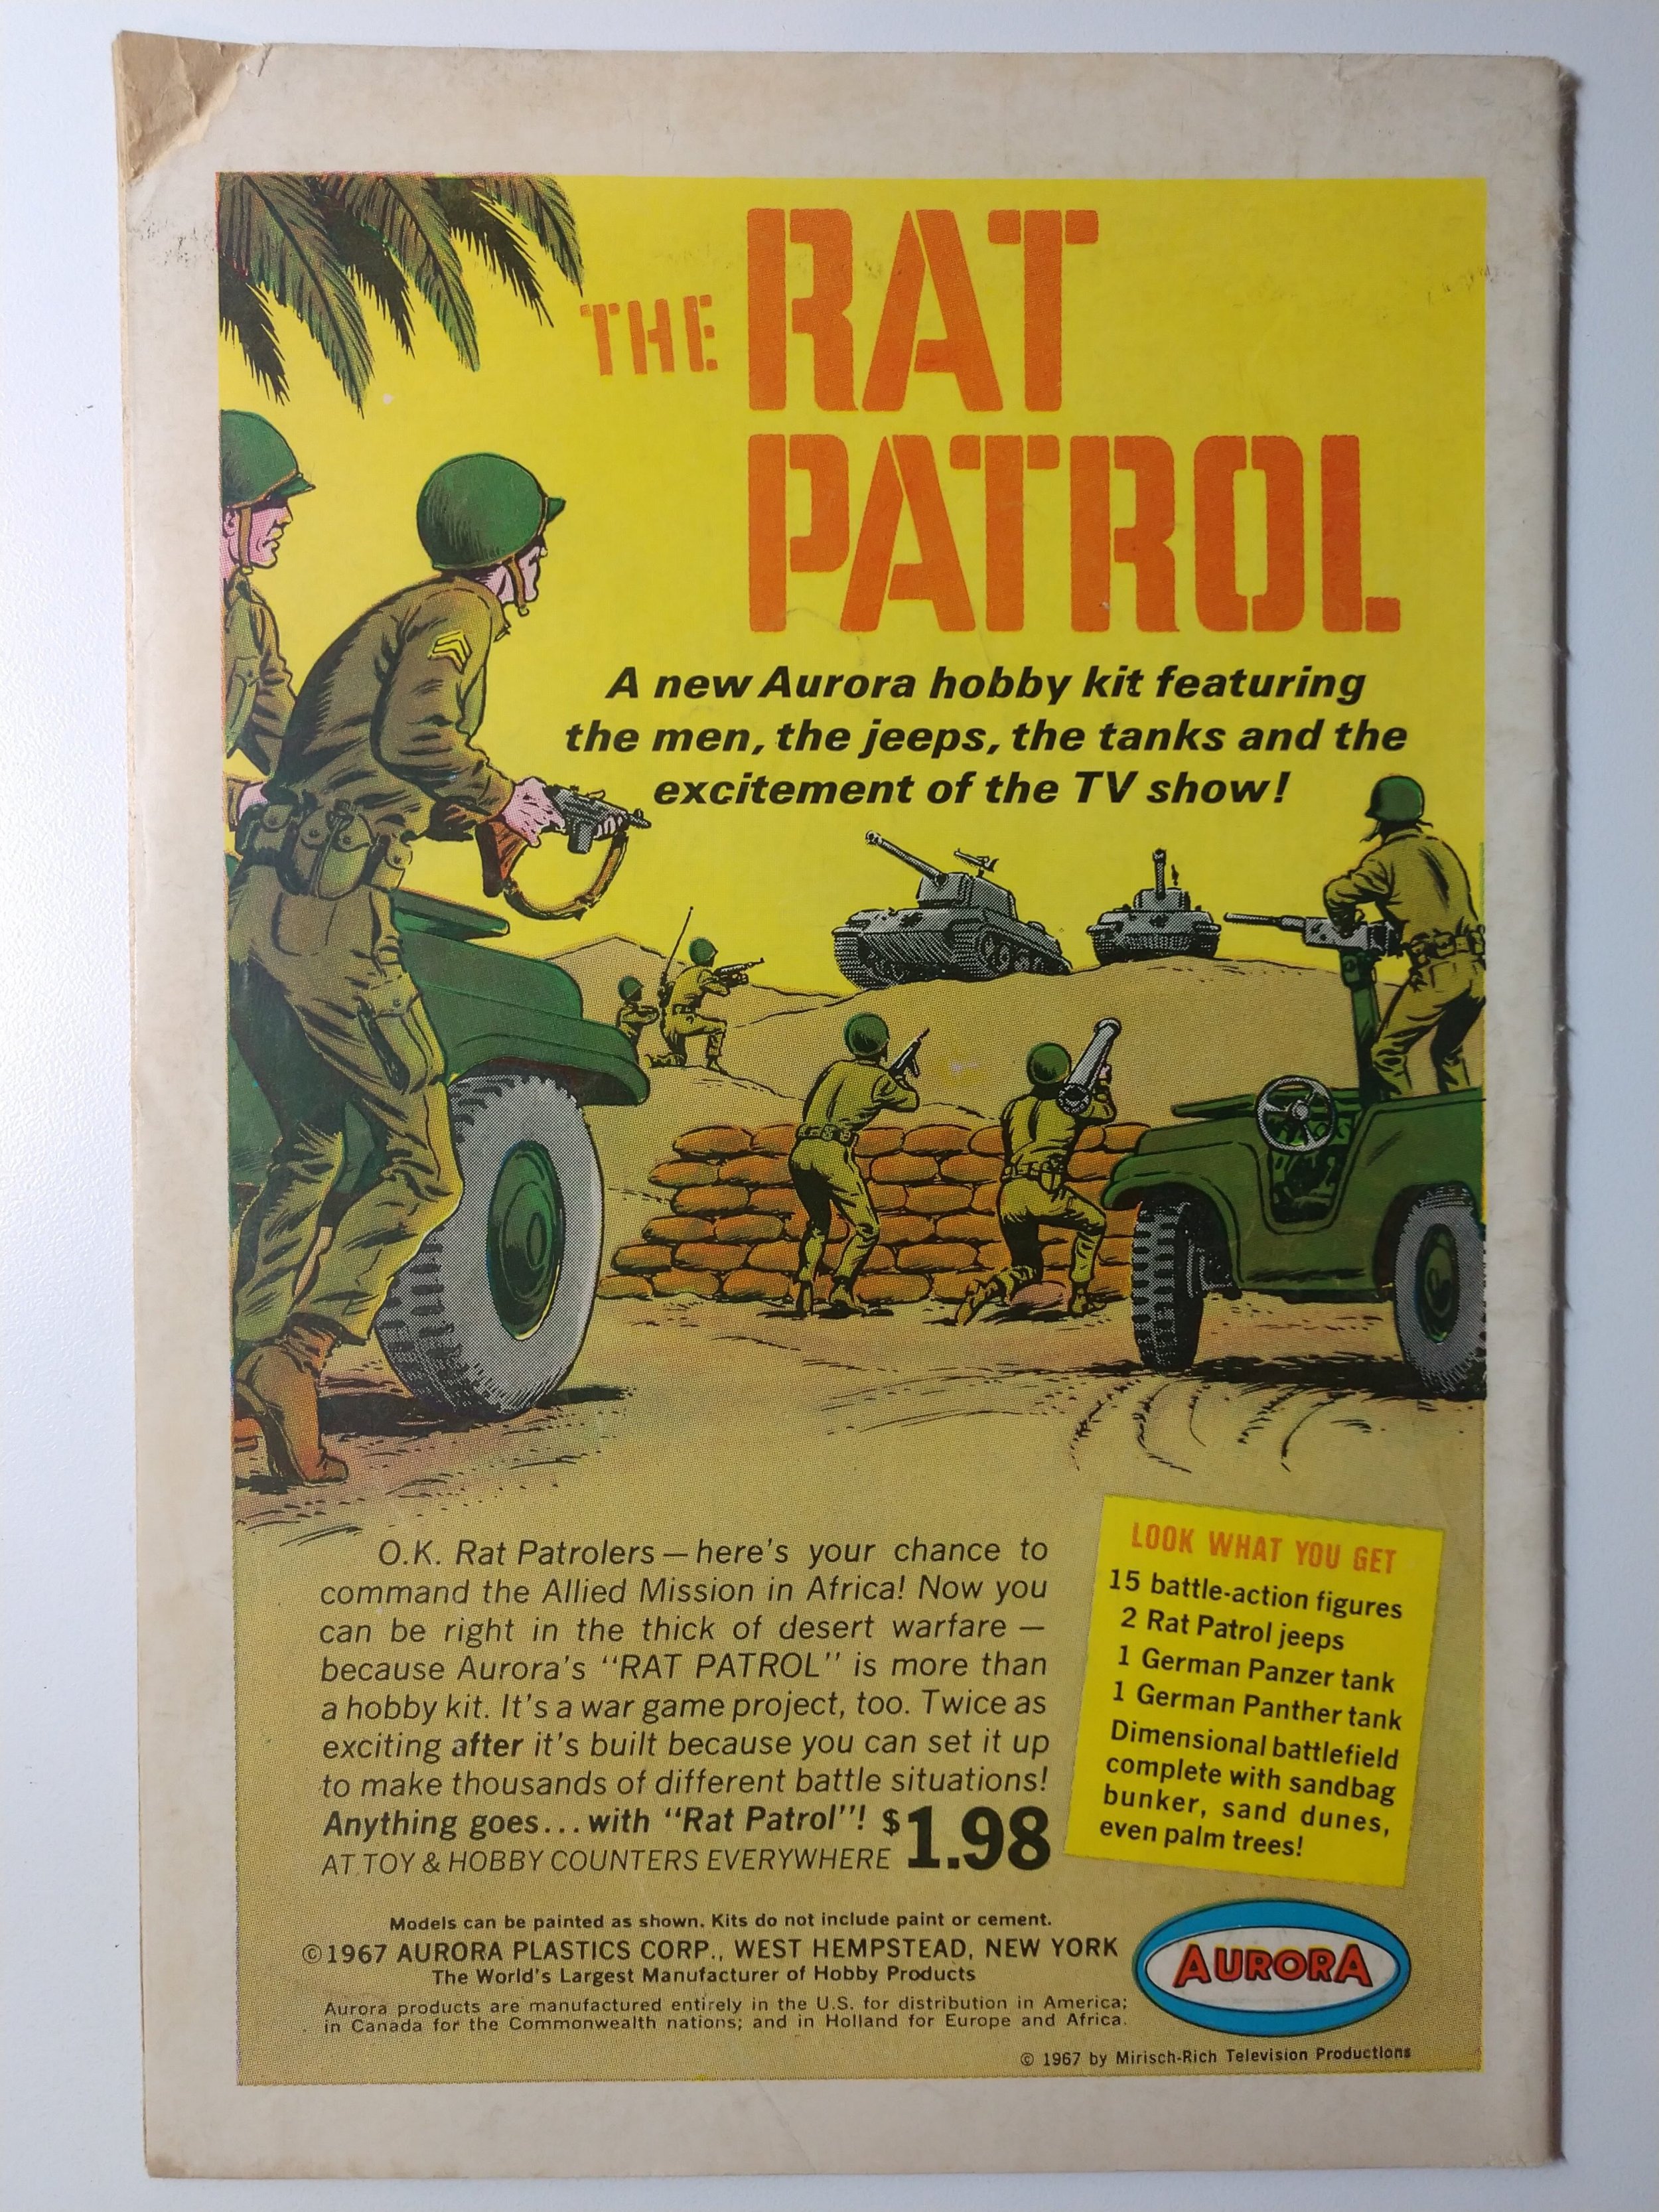 THE RAT
PATROL
A new Aurora hobby kit featuring
the men, the jeeps, the tanks and the
excitement of the TV show!
O.K. Rat Patrolers — here's your chance to
command the Allied Mission in Africa! Now you
can be right in the thick of desert warfare —
because Aurora's "RAT PATROL" is more than
a hobby kit. It's a war game project, too. Twice as
exciting after it's built because you can set it up
to make thousands of different battle situations!
Anything goes...with "Rat Patrol"! $1.98
AT TOY & HOBBY COUNTERS EVERYWHERE
LOOK WHAT YOU GET
15 battle-action figures
2 Rat Patrol jeeps
1 German Panzer tank
1 German Panther tank
Dimensional battlefield
complete with sandbag
bunker, sand dunes,
even palm trees!
Models can be painted as shown. Kits do not include paint or cement.
©1967 AURORA PLASTICS CORP., WEST HEMPSTEAD, NEW YORK
The World's Largest Manufacturer of Hobby Products
Aurora products are manufactured entirely in the U.S. for distribution in America;
in Canada for the Commonwealth nations; and in Holland for Europe and Africa.
AURORA
© 1967 by Mirisch-Rich Television Productions